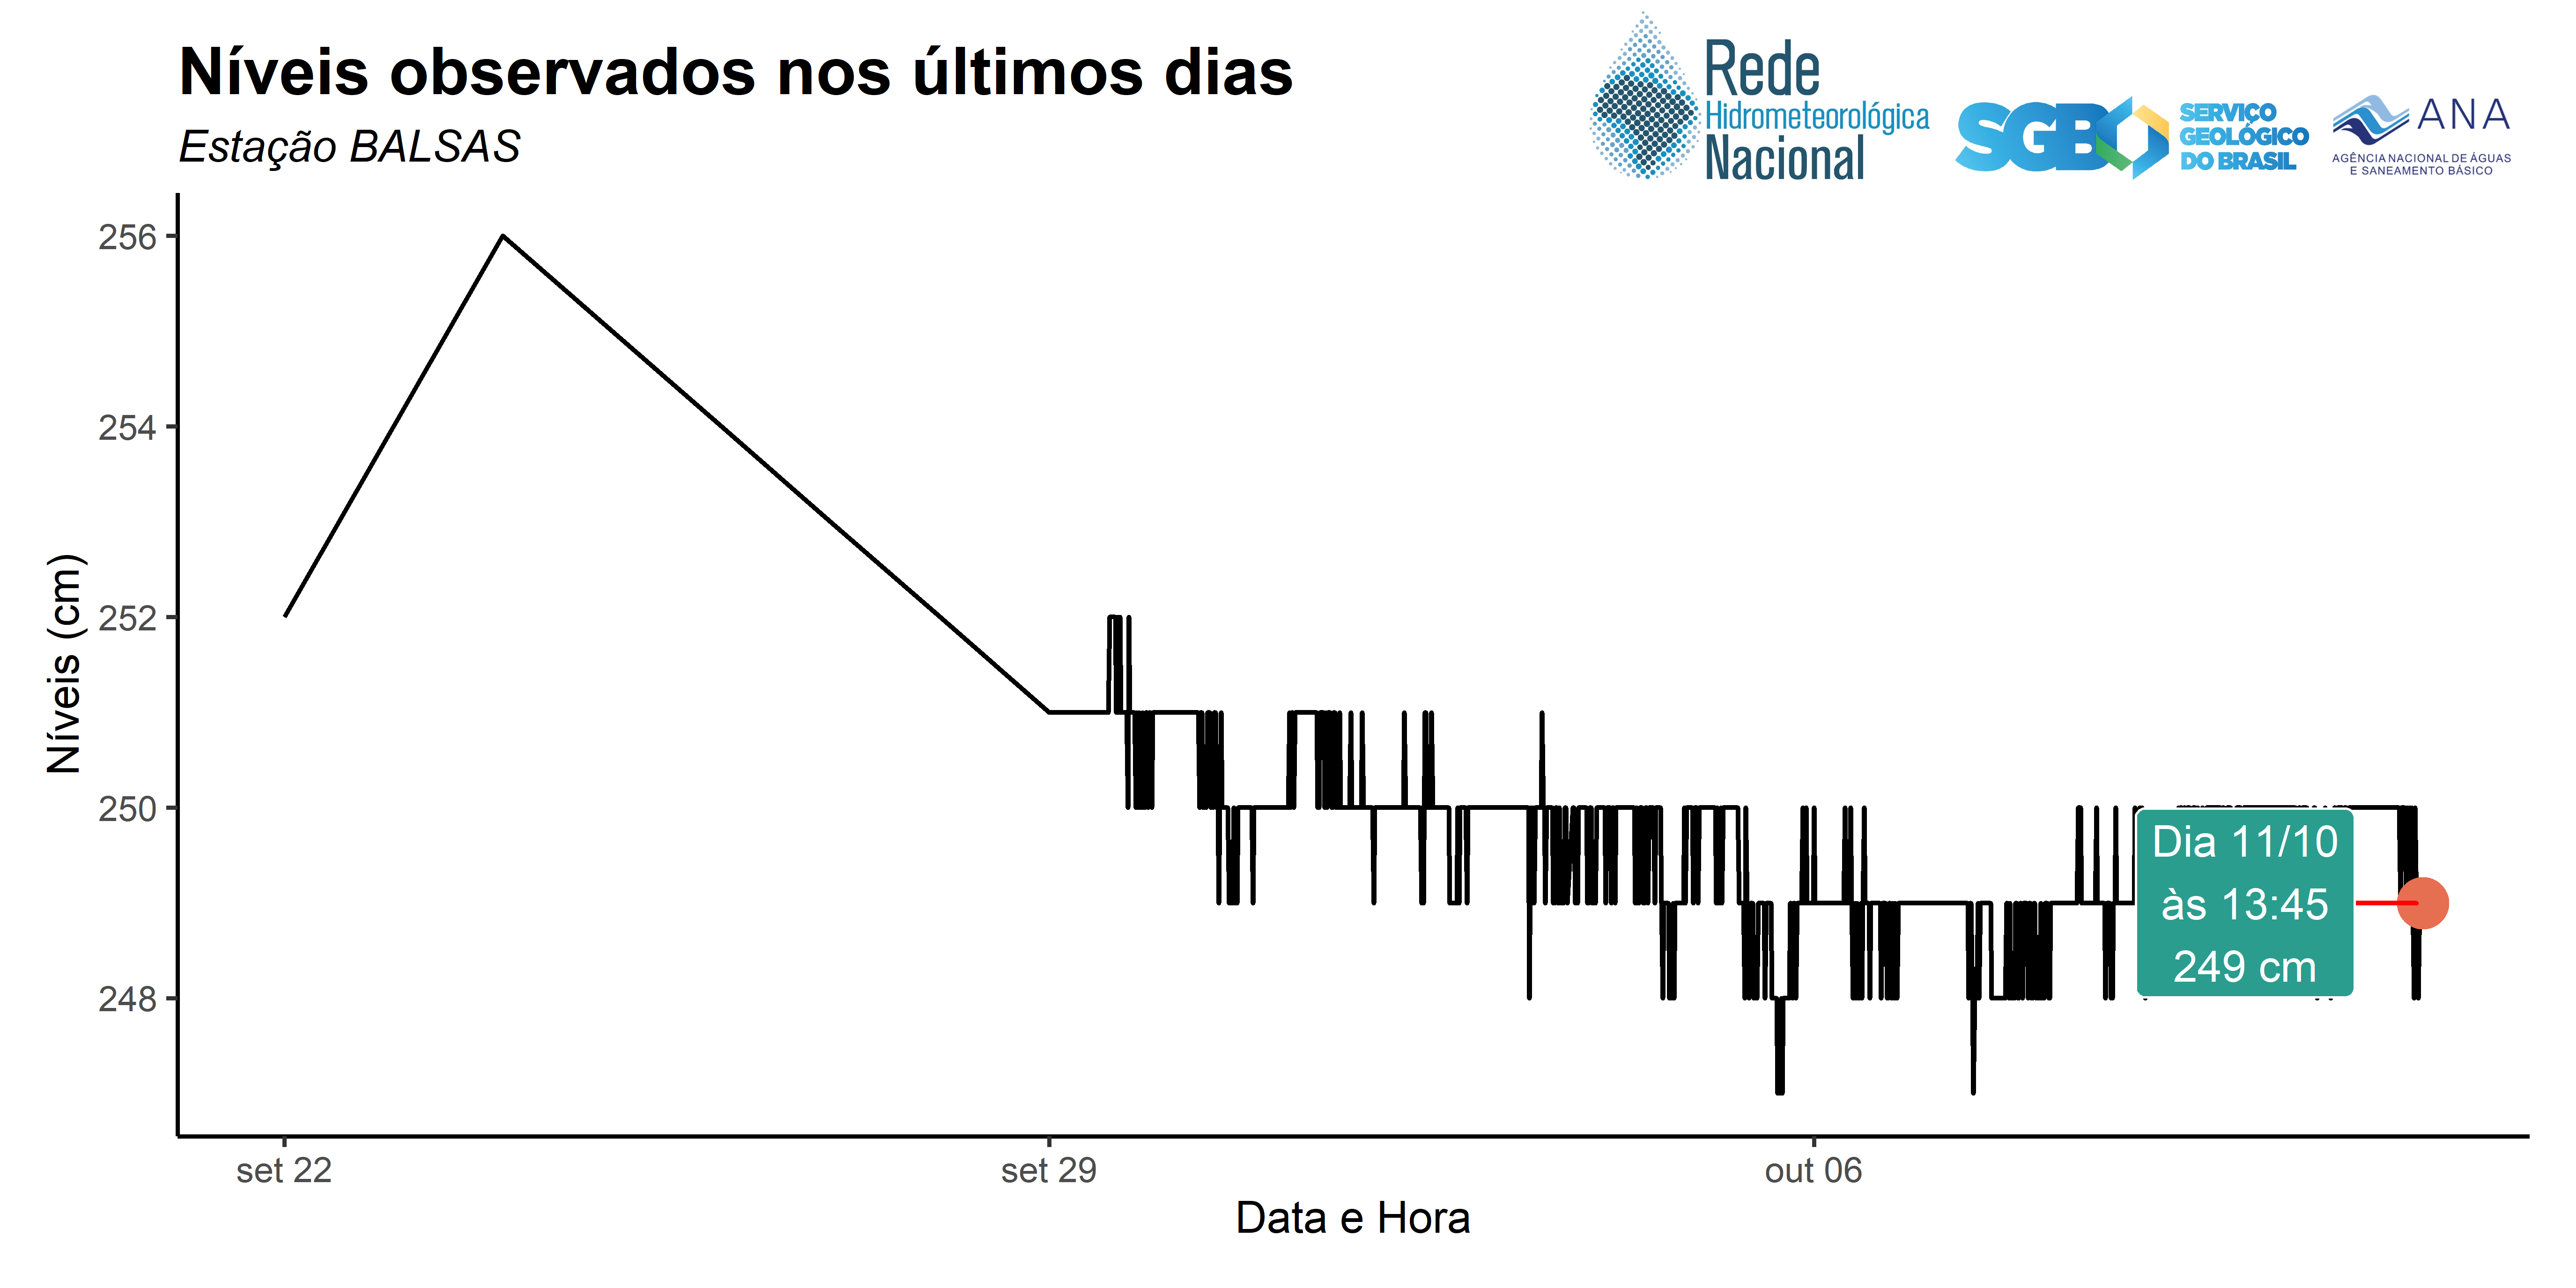 Níveis observados nos últimos dias
Estação BALSAS
Rede
Hidrometeorológica
Nacional
SGB
SERVIÇO
GEOLÓGICO
DO BRASIL
ANA
AGÊNCIA NACIONAL DE ÁGUAS
E SANEAMENTO BÁSICO
Níveis (cm)
256
254
252
250
248
Dia 11/10
às 13:45
249 cm
set 22
set 29
out 06
Data e Hora